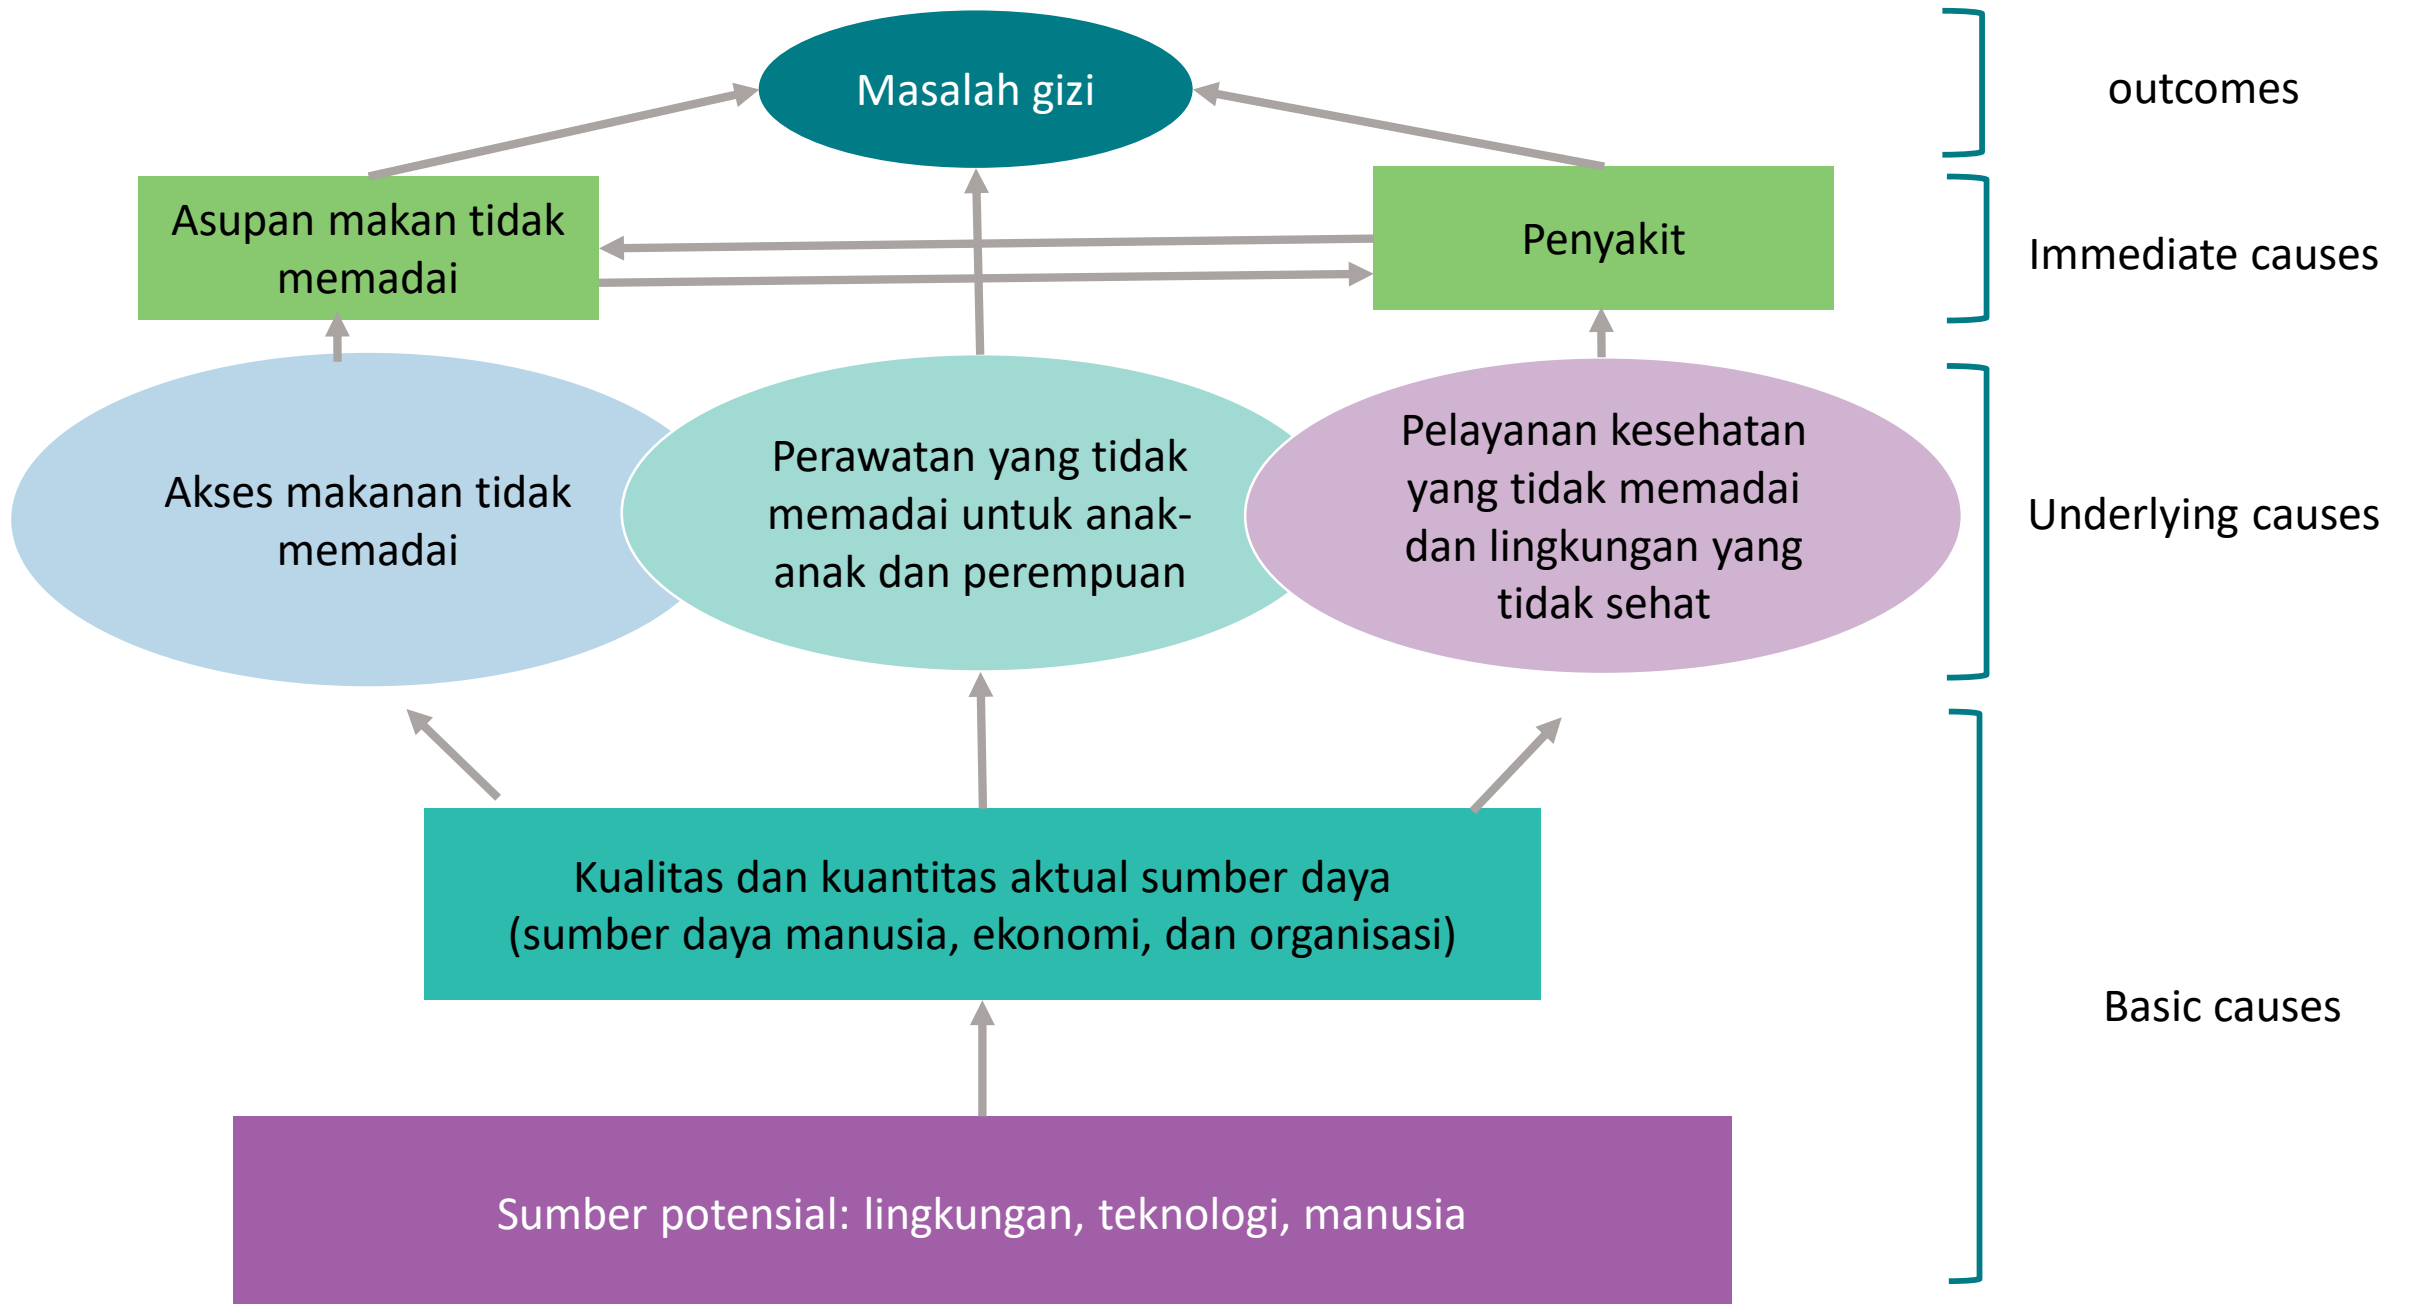 Masalah gizi
outcomes
Asupan makan tidak
memadai
Penyakit
Immediate causes
Akses makanan tidak
memadai
Perawatan yang tidak
memadai untuk anak-
anak dan perempuan
Pelayanan kesehatan
yang tidak memadai
dan lingkungan yang
tidak sehat
Underlying causes
Kualitas dan kuantitas aktual sumber daya
(sumber daya manusia, ekonomi, dan organisasi)
Basic causes
Sumber potensial: lingkungan, teknologi, manusia